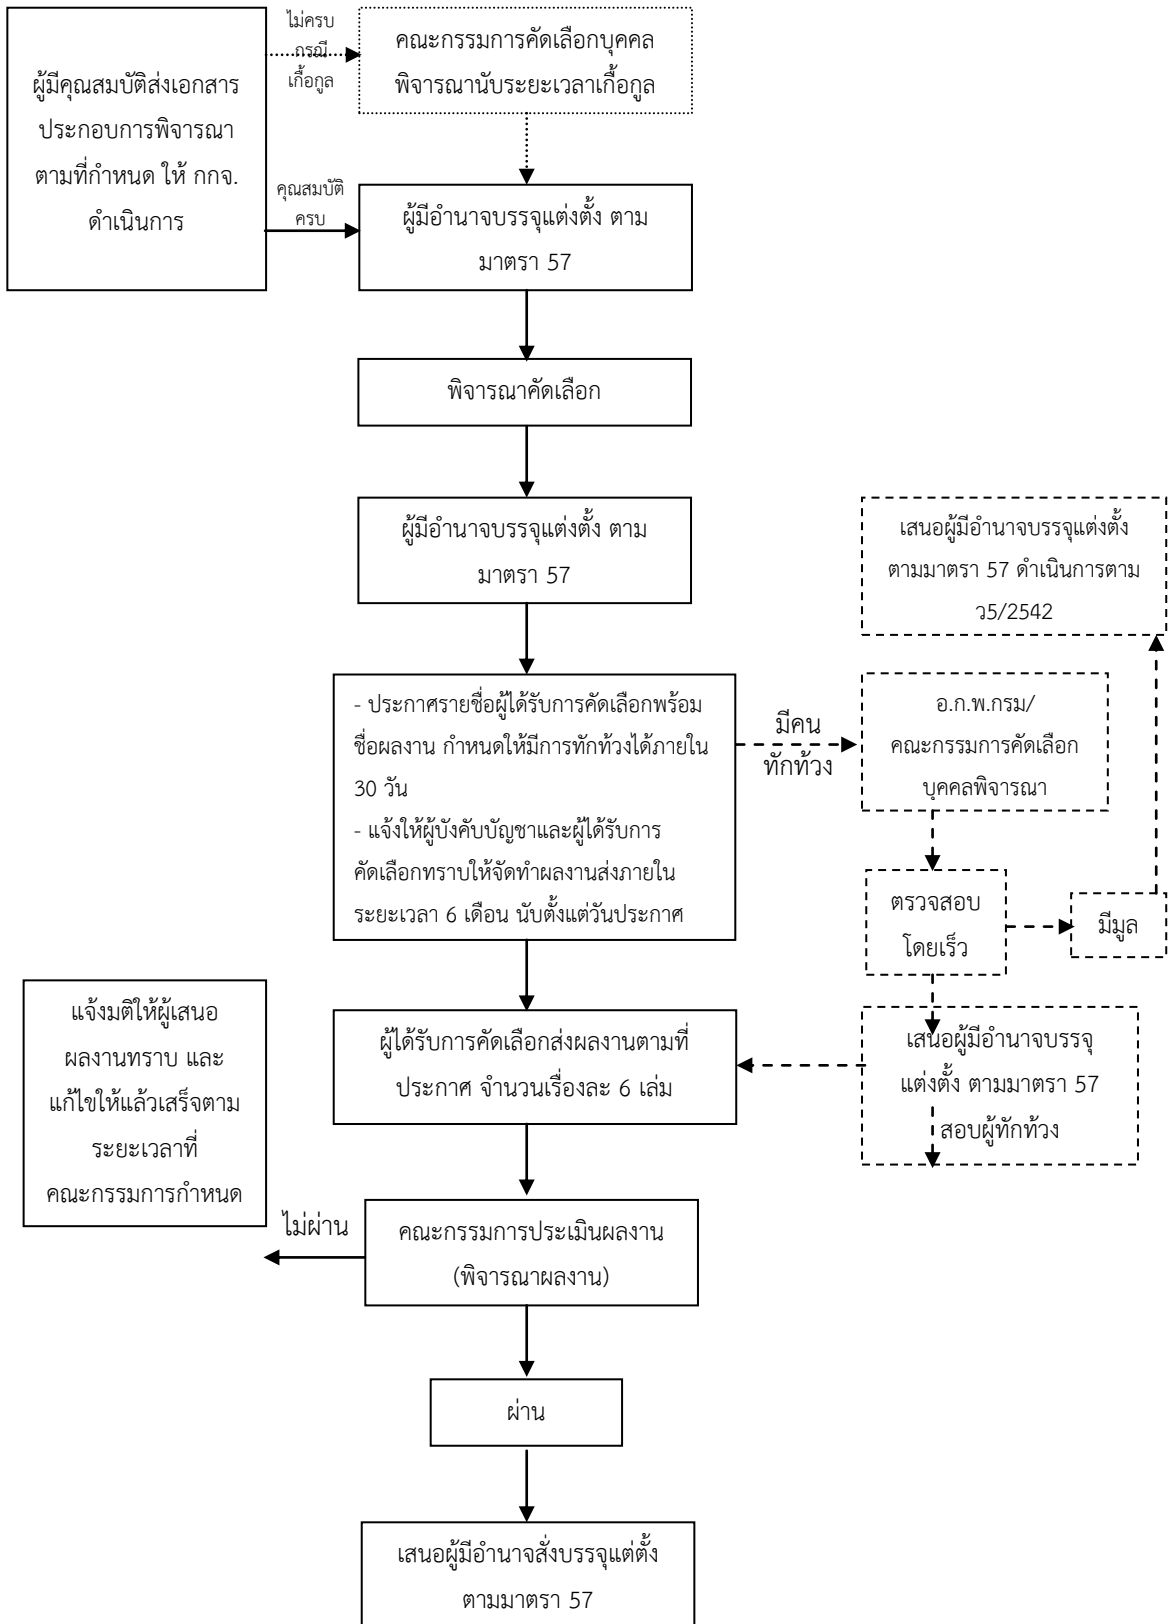 ผู้มีคุณสมบัติส่งเอกสาร
ประกอบการพิจารณา
ตามที่กำหนด ให้ กกจ.
ดำเนินการ
ไม่ครบ
กรณี
เกื้อกูล
คณะกรรมการคัดเลือกบุคคล
พิจารณานับระยะเวลาเกื้อกูล
คุณสมบัติ
ครบ
ผู้มีอำนาจบรรจุแต่งตั้ง ตาม
มาตรา 57
พิจารณาคัดเลือก
ผู้มีอำนาจบรรจุแต่งตั้ง ตาม
มาตรา 57
- ประกาศรายชื่อผู้ได้รับการคัดเลือกพร้อม
ชื่อผลงาน กำหนดให้มีการทักท้วงได้ภายใน
30 วัน
- แจ้งให้ผู้บังคับบัญชาและผู้ได้รับการ
คัดเลือกทราบให้จัดทำผลงานส่งภายใน
ระยะเวลา 6 เดือน นับตั้งแต่วันประกาศ
มีคน
ทักท้วง
อ.ก.พ.กรม/
คณะกรรมการคัดเลือก
บุคคลพิจารณา
ตรวจสอบ
โดยเร็ว
มีมูล
เสนอผู้มีอำนาจบรรจุแต่งตั้ง
ตามมาตรา 57 ดำเนินการตาม
ว5/2542
เสนอผู้มีอำนาจบรรจุ
แต่งตั้ง ตามมาตรา 57
สอบผู้ทักท้วง
ผู้ได้รับการคัดเลือกส่งผลงานตามที่
ประกาศ จำนวนเรื่องละ 6 เล่ม
คณะกรรมการประเมินผลงาน
(พิจารณาผลงาน)
ไม่ผ่าน
แจ้งมติให้ผู้เสนอ
ผลงานทราบ และ
แก้ไขให้แล้วเสร็จตาม
ระยะเวลาที่
คณะกรรมการกำหนด
ผ่าน
เสนอผู้มีอำนาจสั่งบรรจุแต่ตั้ง
ตามมาตรา 57